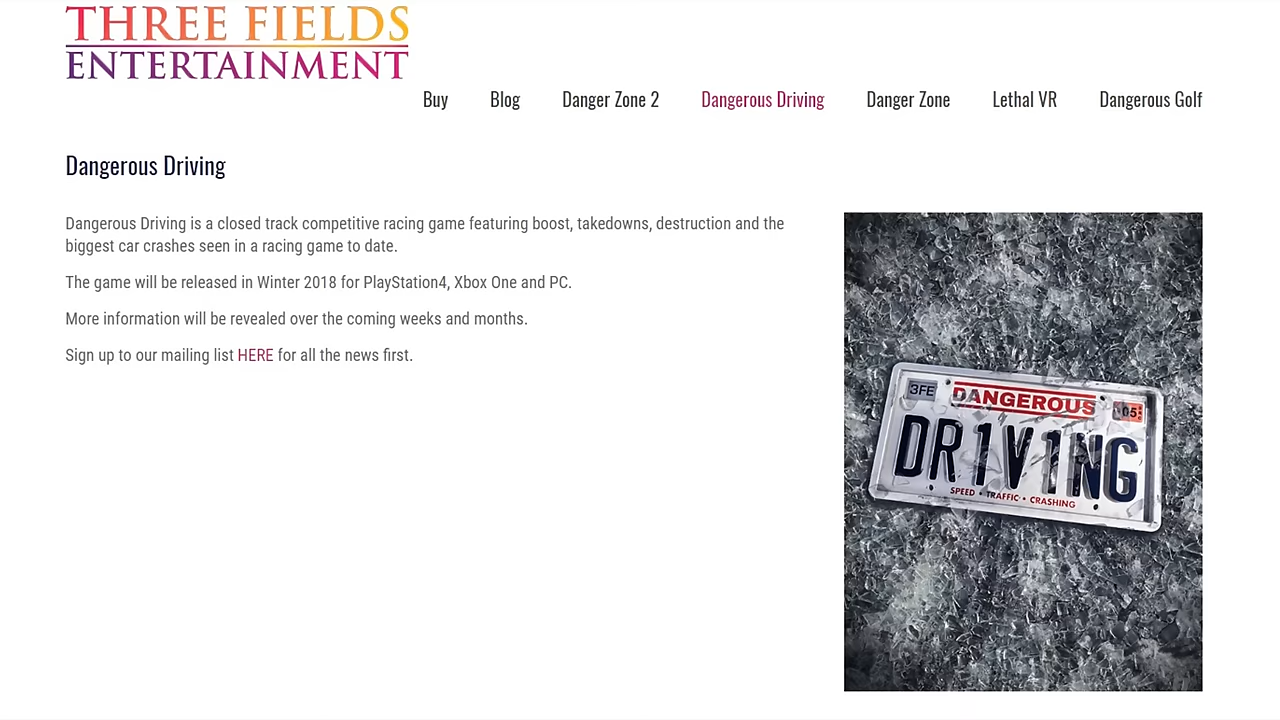 THREE FIELDS
ENTERTAINMENT
Buy Blog Danger Zone 2 Dangerous Driving Danger Zone Lethal VR Dangerous Golf
Dangerous Driving
Dangerous Driving is a closed track competitive racing game featuring boost, takedowns, destruction and the
biggest car crashes seen in a racing game to date.
The game will be released in Winter 2018 for PlayStation4, Xbox One and PC.
More information will be revealed over the coming weeks and months.
Sign up to our mailing list HERE for all the news first.
3FE
DANGEROUS
05
DR1V1NG
SPEED • TRAFFIC • CRASHING